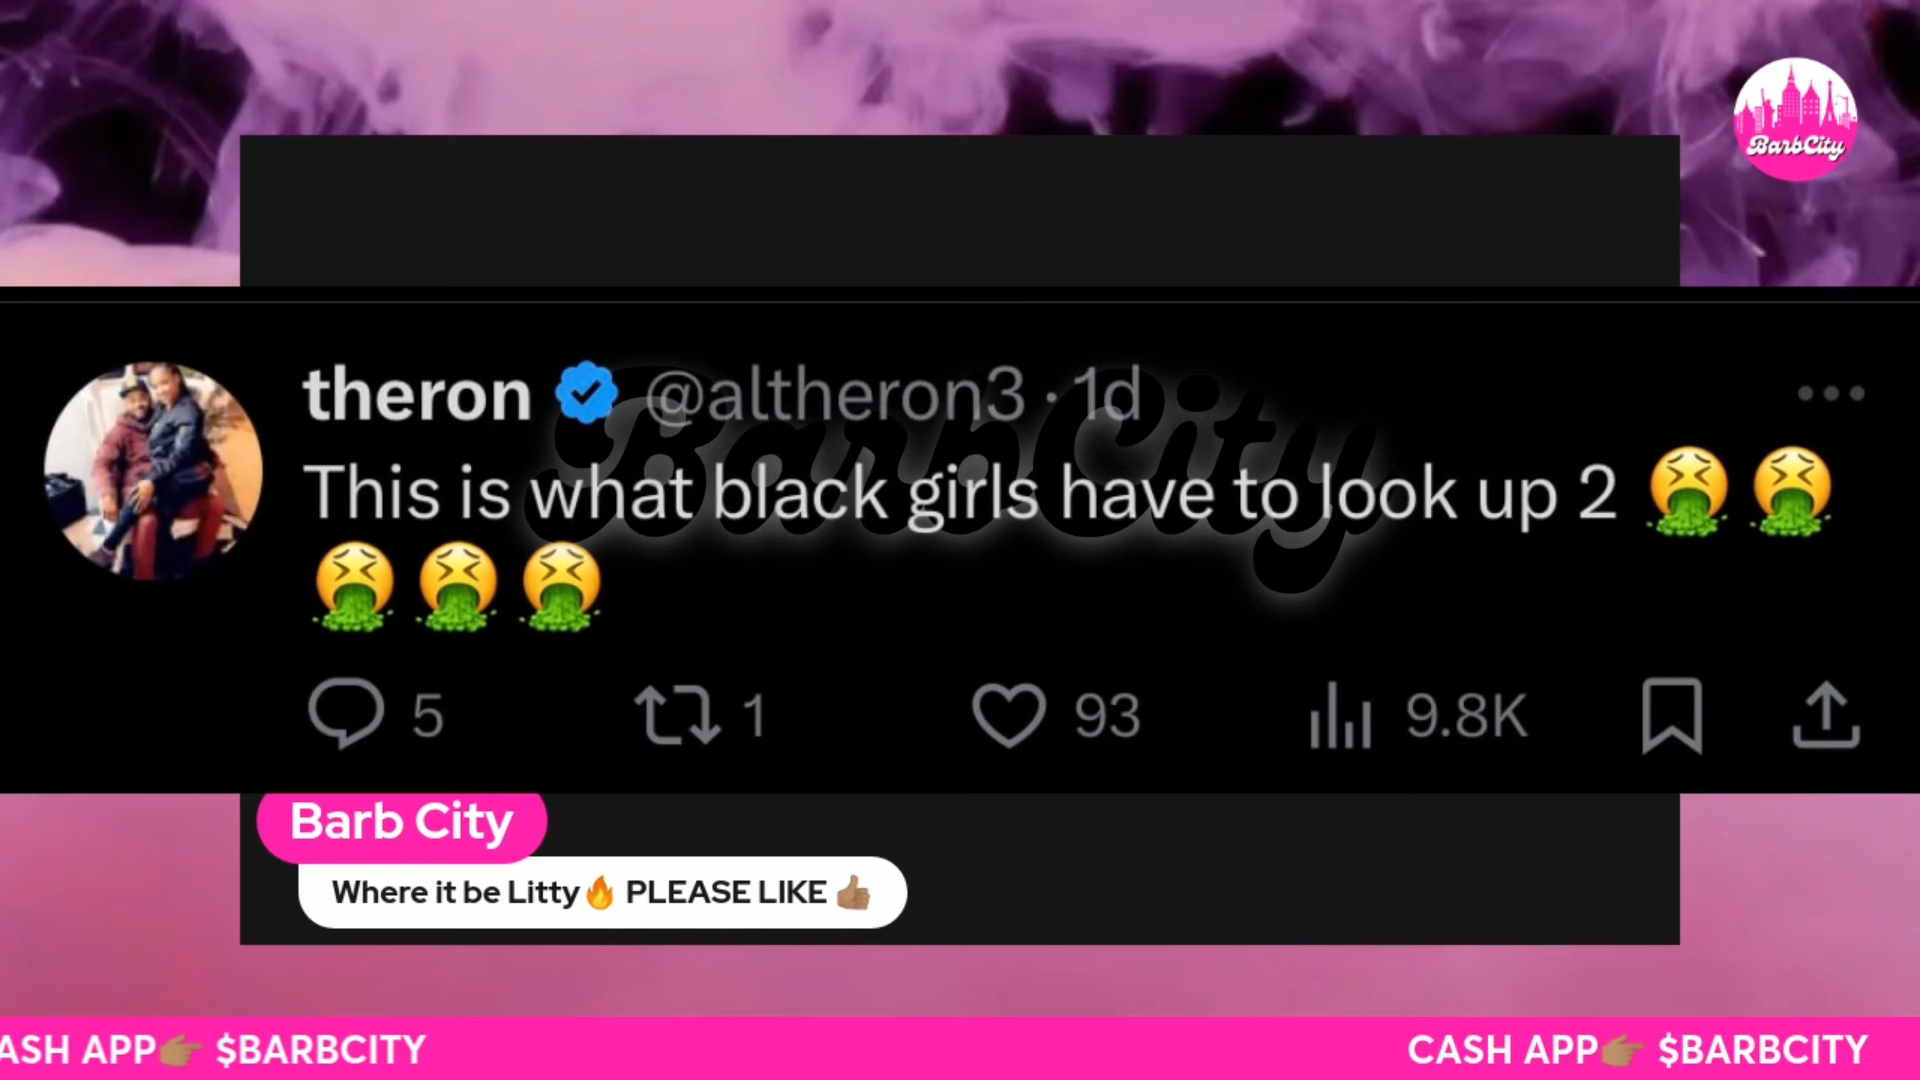 BarbCity
theron @altheron3 · 1d
BarbCity
This is what black girls have to look up 2 🤮🤮
🤮🤮🤮
5 1 93 9.8K
Barb City
Where it be Litty🔥 PLEASE LIKE 👍🏽
ASH APP👉🏽 $BARBCITY CASH APP👉🏽 $BARBCITY